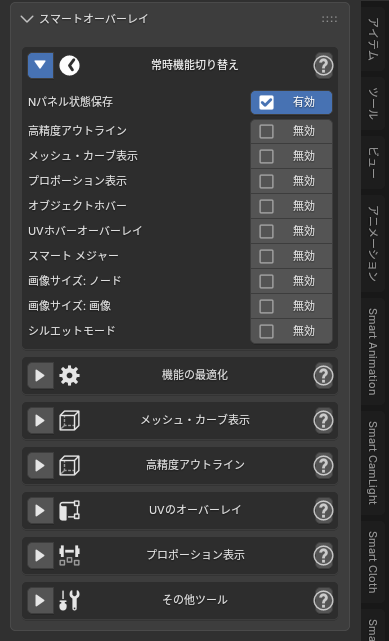 スマートオーバーレイ
常時機能切り替え
Nパネル状態保存 有効
高精度アウトライン 無効
メッシュ・カーブ表示 無効
プロポーション表示 無効
オブジェクトホバー 無効
UVホバーオーバーレイ 無効
スマート メジャー 無効
画像サイズ: ノード 無効
画像サイズ: 画像 無効
シルエットモード 無効
機能の最適化
メッシュ・カーブ表示
高精度アウトライン
UVのオーバーレイ
プロポーション表示
その他ツール
アイテム
ツール
ビュー
アニメーション
Smart Animation
Smart CamLight
Smart Cloth